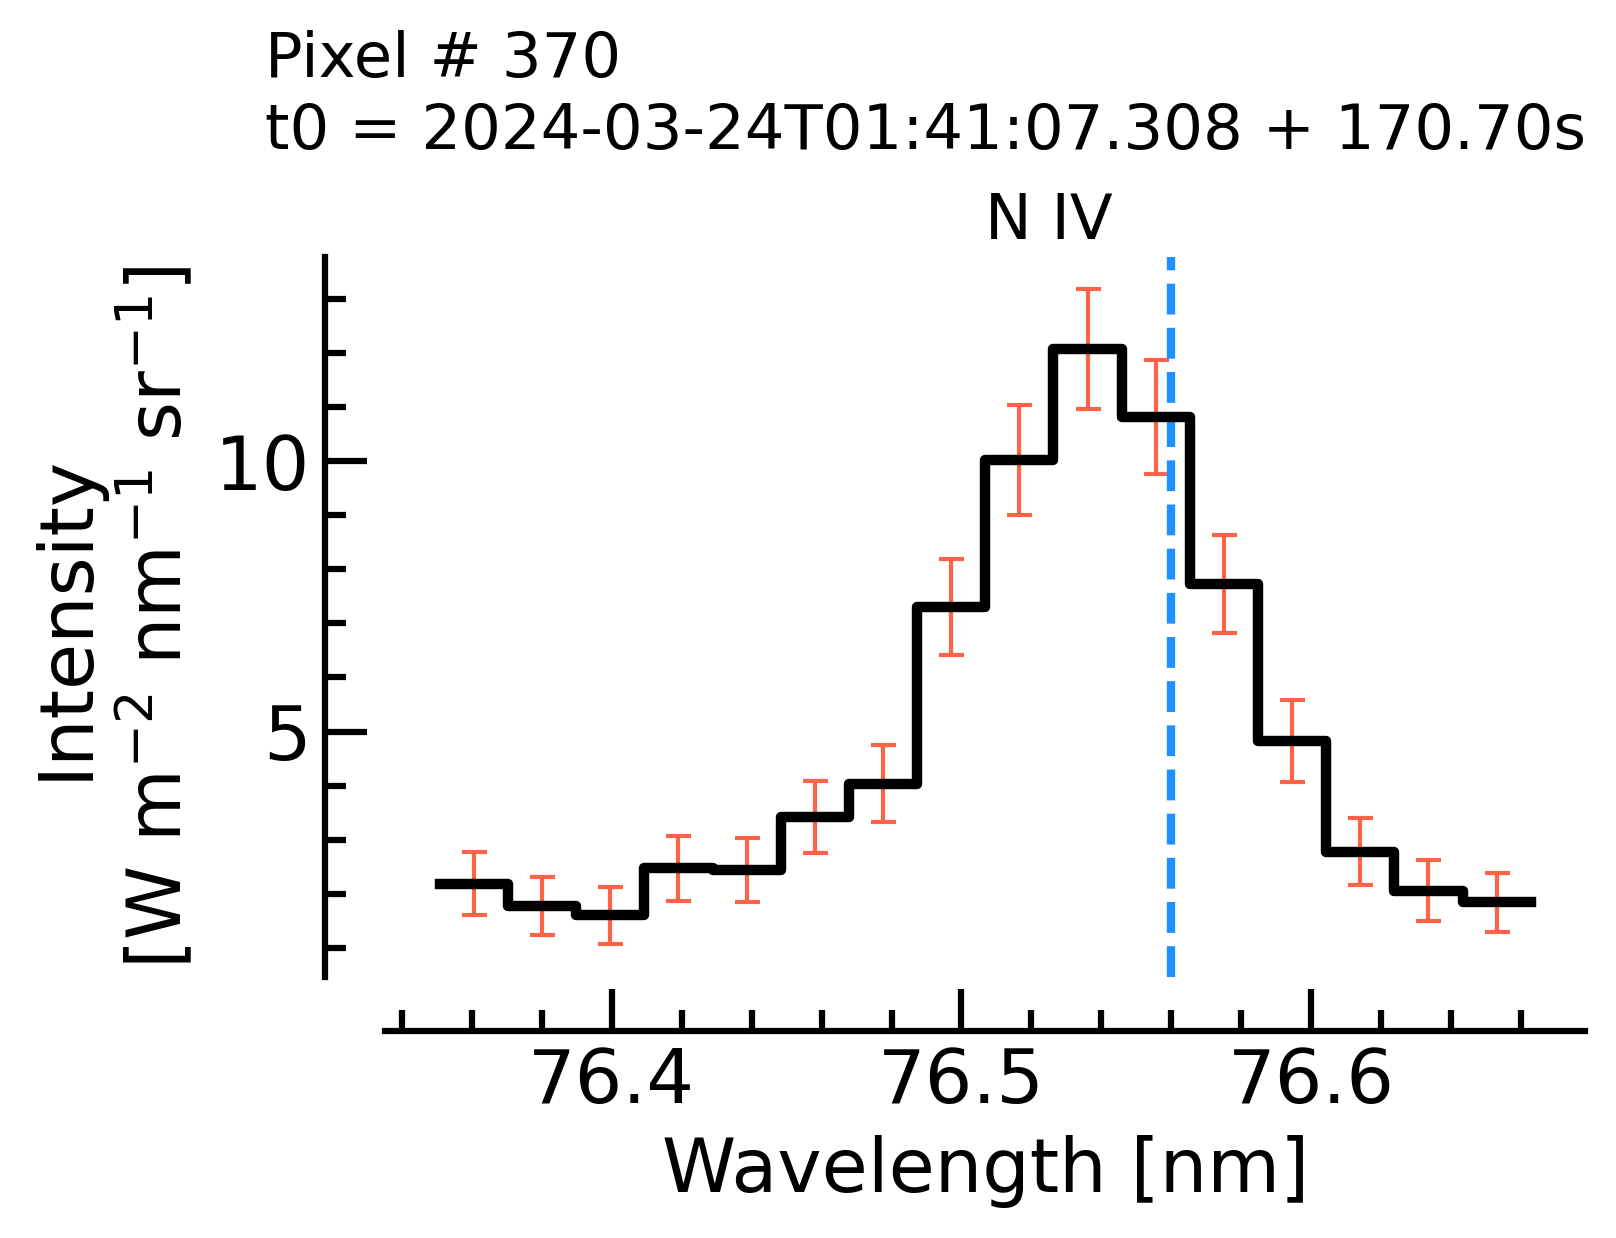 Pixel # 370
t0 = 2024-03-24T01:41:07.308 + 170.70s
N IV
Intensity
[W m⁻² nm⁻¹ sr⁻¹]
10
5
76.4 76.5 76.6
Wavelength [nm]